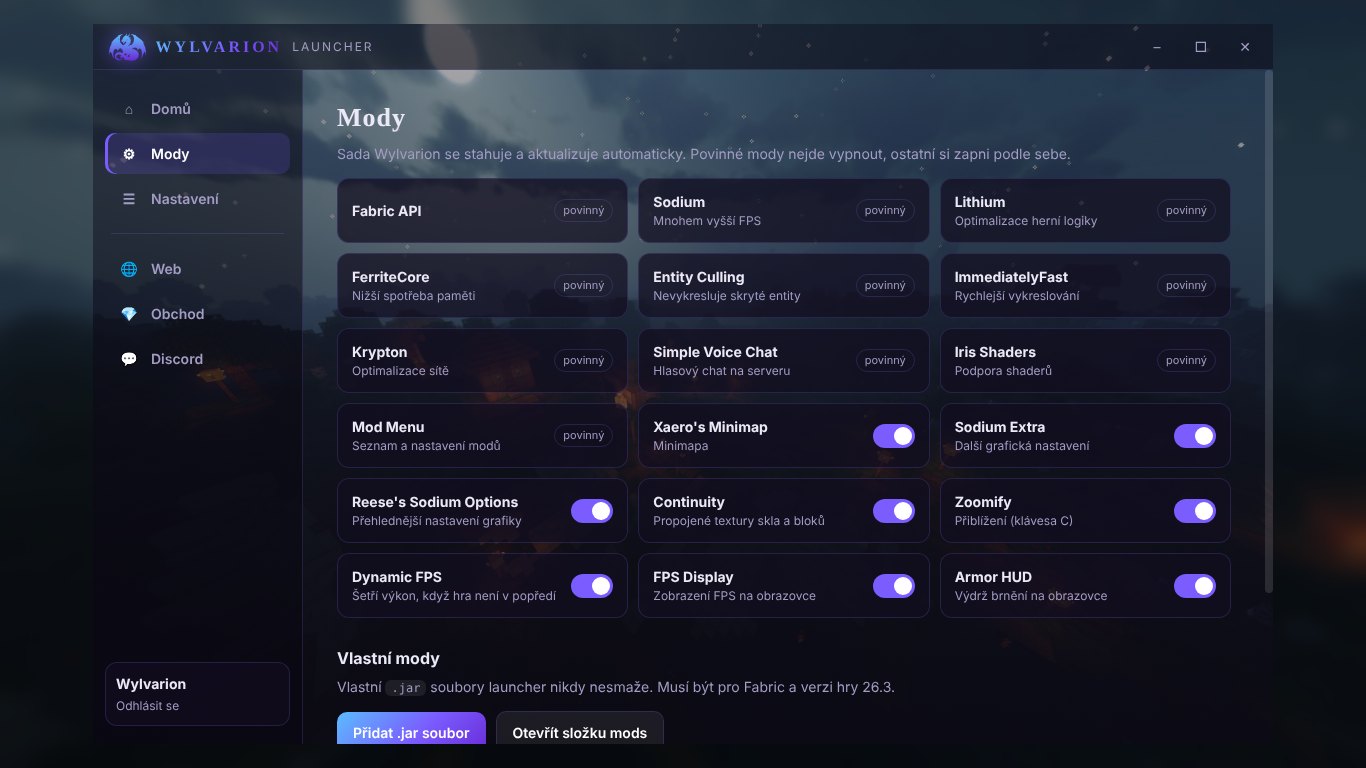 WYLVARION LAUNCHER
Domů
Mody
Nastavení
Web
Obchod
Discord
Wylvarion
Odhlásit se
Mody
Sada Wylvarion se stahuje a aktualizuje automaticky. Povinné mody nejde vypnout, ostatní si zapni podle sebe.
Fabric API
povinný
Sodium
Mnohem vyšší FPS
povinný
Lithium
Optimalizace herní logiky
povinný
FerriteCore
Nižší spotřeba paměti
povinný
Entity Culling
Nevykresluje skryté entity
povinný
ImmediatelyFast
Rychlejší vykreslování
povinný
Krypton
Optimalizace sítě
povinný
Simple Voice Chat
Hlasový chat na serveru
povinný
Iris Shaders
Podpora shaderů
povinný
Mod Menu
Seznam a nastavení modů
povinný
Xaero's Minimap
Minimapa
Sodium Extra
Další grafická nastavení
Reese's Sodium Options
Přehlednější nastavení grafiky
Continuity
Propojené textury skla a bloků
Zoomify
Přiblížení (klávesa C)
Dynamic FPS
Šetří výkon, když hra není v popředí
FPS Display
Zobrazení FPS na obrazovce
Armor HUD
Výdrž brnění na obrazovce
Vlastní mody
Vlastní .jar soubory launcher nikdy nesmaže. Musí být pro Fabric a verzi hry 26.3.
Přidat .jar soubor
Otevřít složku mods